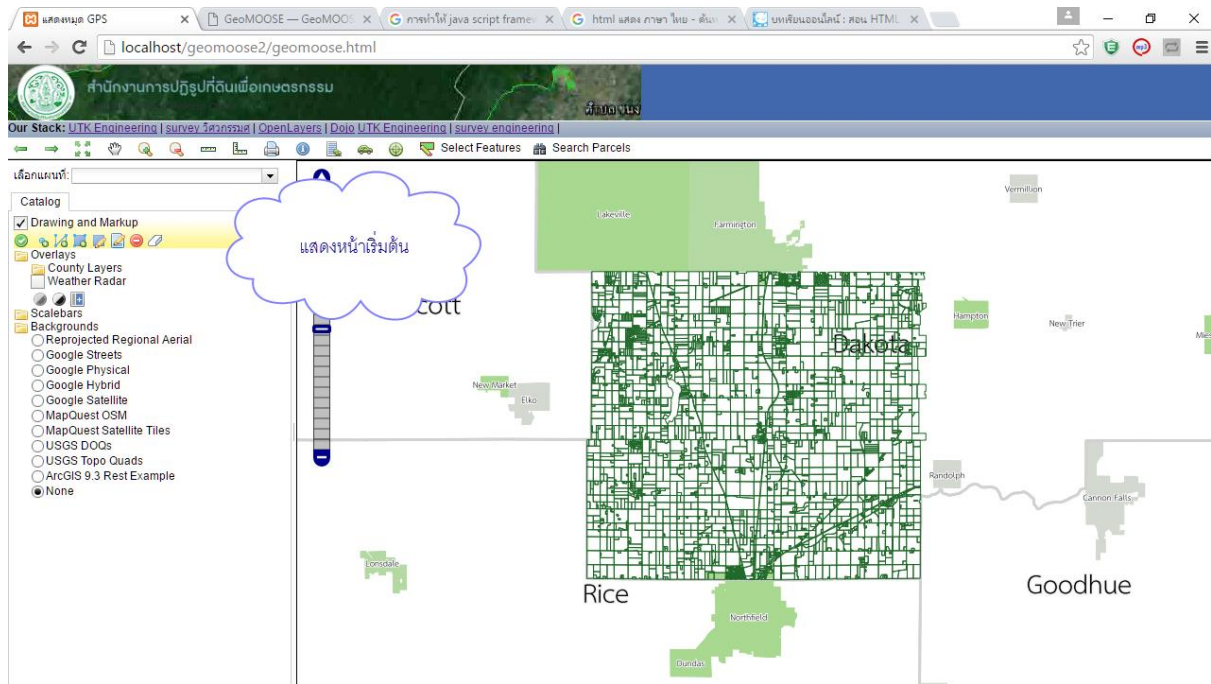 แสดงหมุด GPS
GeoMOOSE — GeoMOOS
การทำให้ java script frame
html แสดง ภาษา ไทย - ค้น
บทเรียนออนไลน์ : สอน HTML
localhost/geomoose2/geomoose.html
สำนักงานการปฏิรูปที่ดินเพื่อเกษตรกรรม
Our Stack: UTK Engineering | survey วิศวกรรม | OpenLayers | Dojo UTK Engineering | survey engineering |
Select Features
Search Parcels
เลือกแผนที่:
Catalog
Drawing and Markup
Overlays
County Layers
Weather Radar
Scalebars
Backgrounds
Reprojected Regional Aerial
Google Streets
Google Physical
Google Hybrid
Google Satellite
MapQuest OSM
MapQuest Satellite Tiles
USGS DOQs
USGS Topo Quads
ArcGIS 9.3 Rest Example
None
แสดงหน้าเริ่มต้น
Lakeville
Farmington
Vermillion
cott
Hampton
New Trier
Mies
Dakota
New Market
Elko
Randolph
Cannon Falls
Lonsdale
Rice
Goodhue
Northfield
Dundas